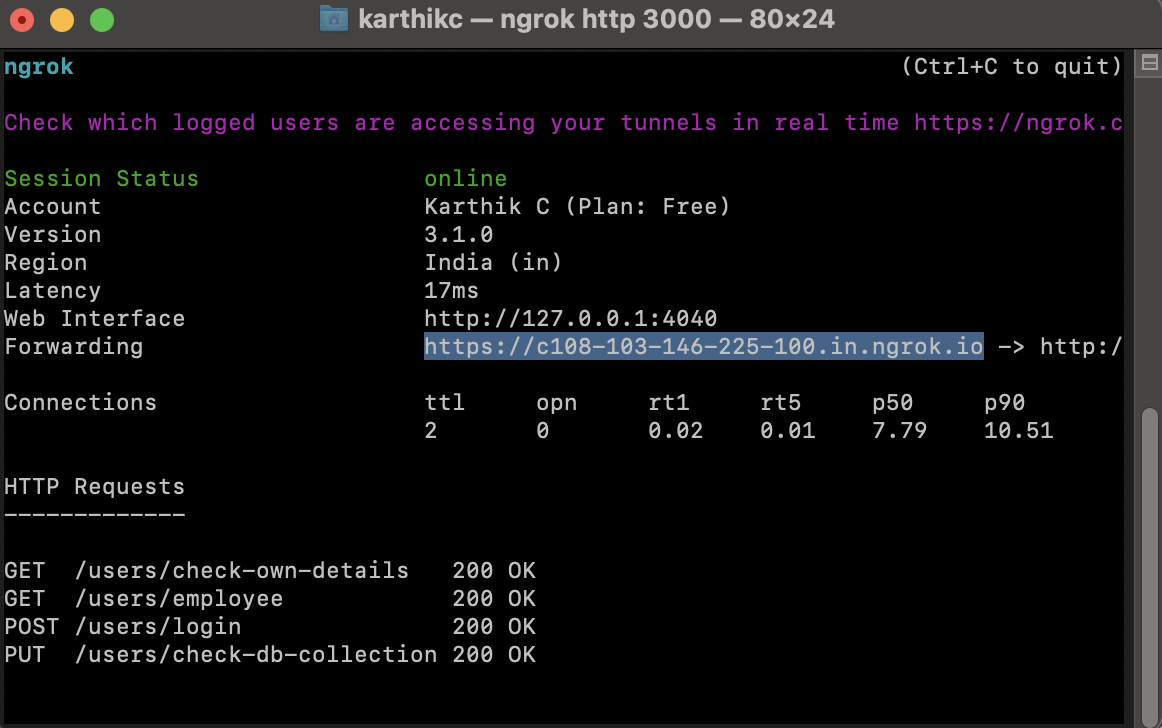 karthikc — ngrok http 3000 — 80×24
ngrok (Ctrl+C to quit)
Check which logged users are accessing your tunnels in real time https://ngrok.c
Session Status online
Account Karthik C (Plan: Free)
Version 3.1.0
Region India (in)
Latency 17ms
Web Interface http://127.0.0.1:4040
Forwarding https://c108-103-146-225-100.in.ngrok.io -> http:/
Connections ttl opn rt1 rt5 p50 p90
2 0 0.02 0.01 7.79 10.51
HTTP Requests
-------------
GET /users/check-own-details 200 OK
GET /users/employee 200 OK
POST /users/login 200 OK
PUT /users/check-db-collection 200 OK